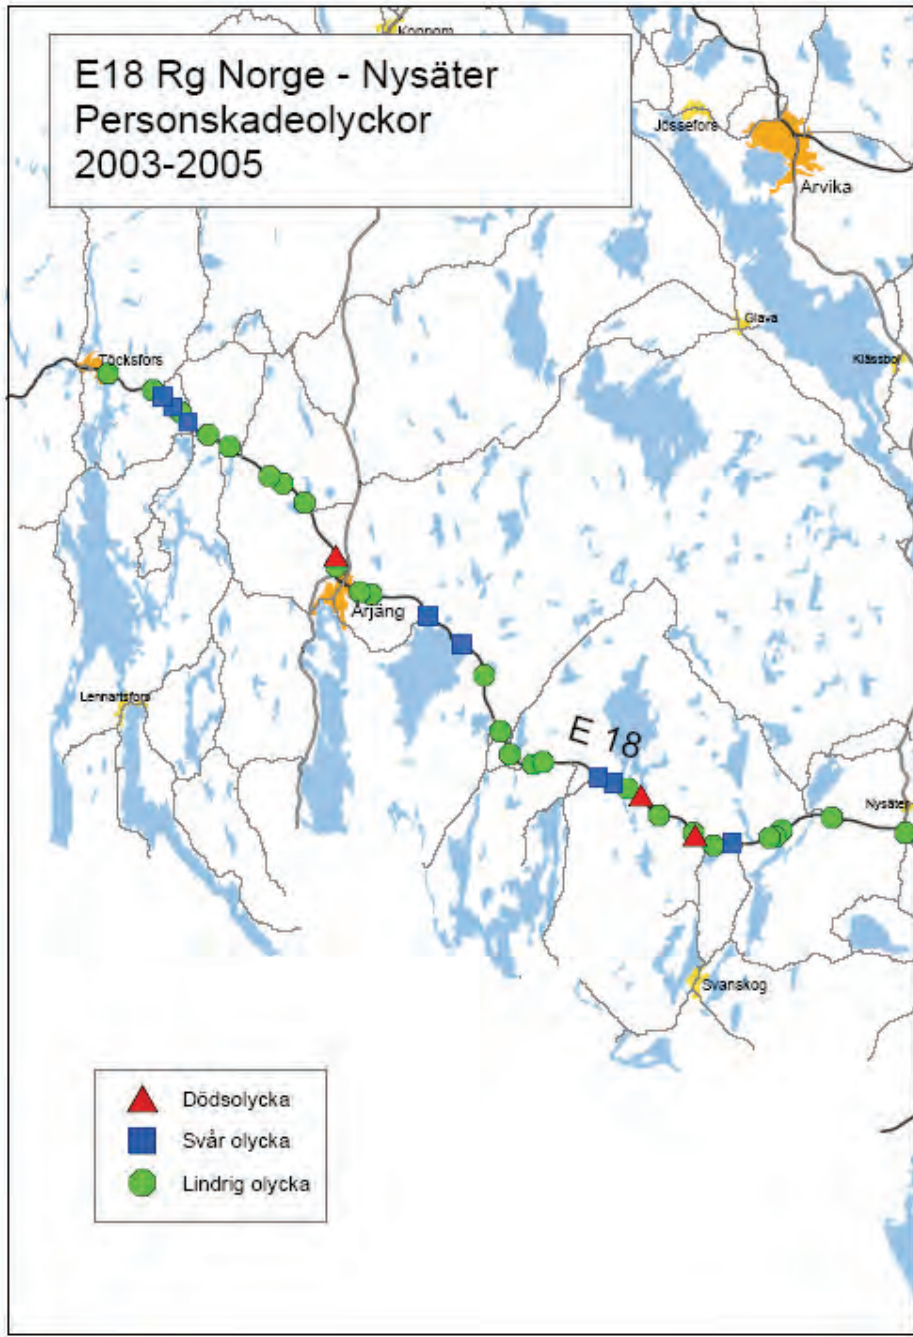 Koppom
E18 Rg Norge - Nysäter
Personskadeolyckor
2003-2005
Jössefors
Arvika
Glava
Töcksfors
Klässbol
Årjäng
Lennartsfors
E 18
Nysäter
Svanskog
Dödsolycka
Svår olycka
Lindrig olycka